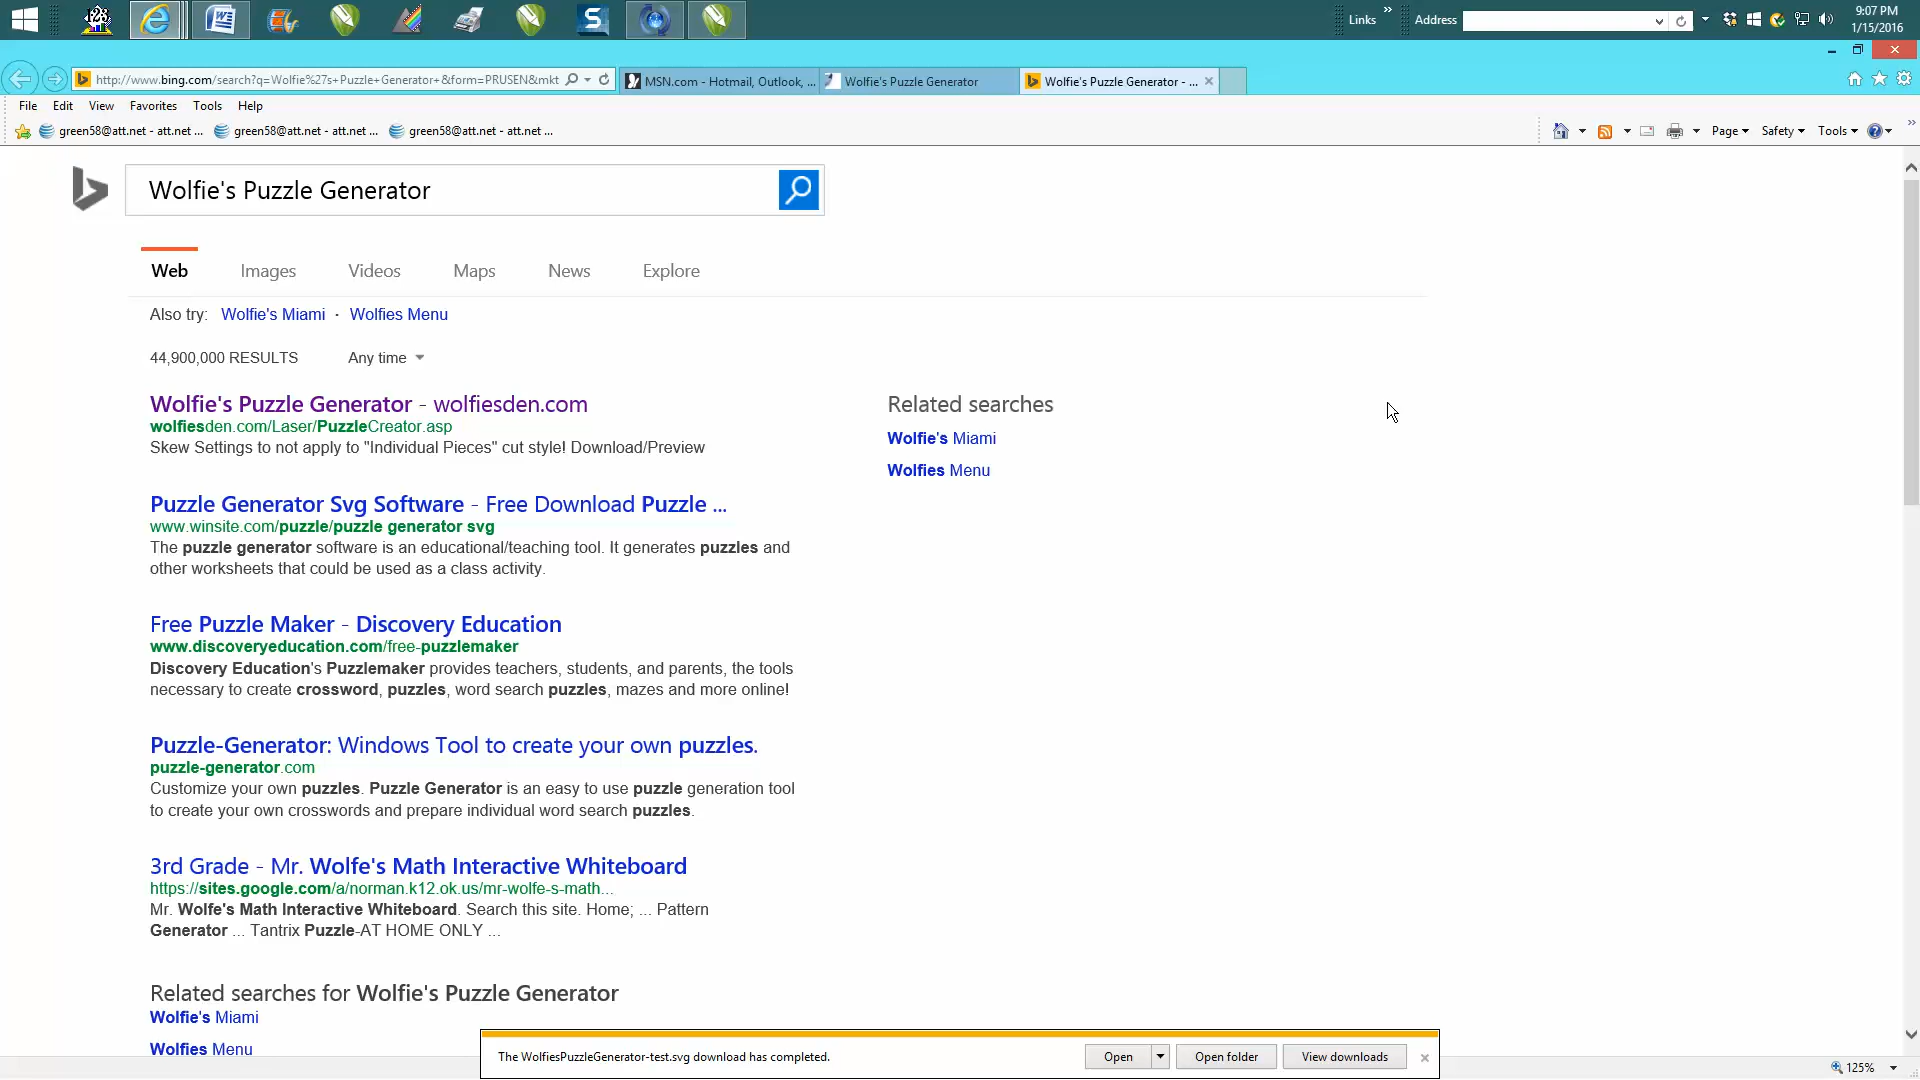 Links
Address
9:07 PM
1/15/2016
http://www.bing.com/search?q=Wolfie%27s+Puzzle+Generator+&form=PRUSEN&mkt
MSN.com - Hotmail, Outlook, ...
Wolfie's Puzzle Generator
Wolfie's Puzzle Generator - ...
File Edit View Favorites Tools Help
green58@att.net - att.net ... green58@att.net - att.net ... green58@att.net - att.net ...
Page Safety Tools
Wolfie's Puzzle Generator
Web Images Videos Maps News Explore
Also try: Wolfie's Miami · Wolfies Menu
44,900,000 RESULTS Any time
Wolfie's Puzzle Generator - wolfiesden.com
wolfiesden.com/Laser/PuzzleCreator.asp
Skew Settings to not apply to "Individual Pieces" cut style! Download/Preview
Related searches
Wolfie's Miami
Wolfies Menu
Puzzle Generator Svg Software - Free Download Puzzle ...
www.winsite.com/puzzle/puzzle generator svg
The puzzle generator software is an educational/teaching tool. It generates puzzles and
other worksheets that could be used as a class activity.
Free Puzzle Maker - Discovery Education
www.discoveryeducation.com/free-puzzlemaker
Discovery Education's Puzzlemaker provides teachers, students, and parents, the tools
necessary to create crossword, puzzles, word search puzzles, mazes and more online!
Puzzle-Generator: Windows Tool to create your own puzzles.
puzzle-generator.com
Customize your own puzzles. Puzzle Generator is an easy to use puzzle generation tool
to create your own crosswords and prepare individual word search puzzles.
3rd Grade - Mr. Wolfe's Math Interactive Whiteboard
https://sites.google.com/a/norman.k12.ok.us/mr-wolfe-s-math...
Mr. Wolfe's Math Interactive Whiteboard. Search this site. Home; ... Pattern
Generator ... Tantrix Puzzle-AT HOME ONLY ...
Related searches for Wolfie's Puzzle Generator
Wolfie's Miami
Wolfies Menu
The WolfiesPuzzleGenerator-test.svg download has completed.
Open Open folder View downloads
125%